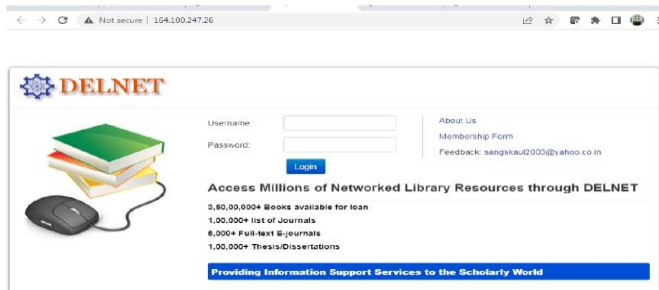 Not secure | 164.100.247.26
DELNET
Username:
Password:
Login
About Us
Membership Form
Feedback: sangskaul2003@yahoo.co.in
Access Millions of Networked Library Resources through DELNET
3,50,00,000+ Books available for loan
1,00,000+ list of Journals
6,000+ Full-text E-journals
1,00,000+ Thesis/Dissertations
Providing Information Support Services to the Scholarly World